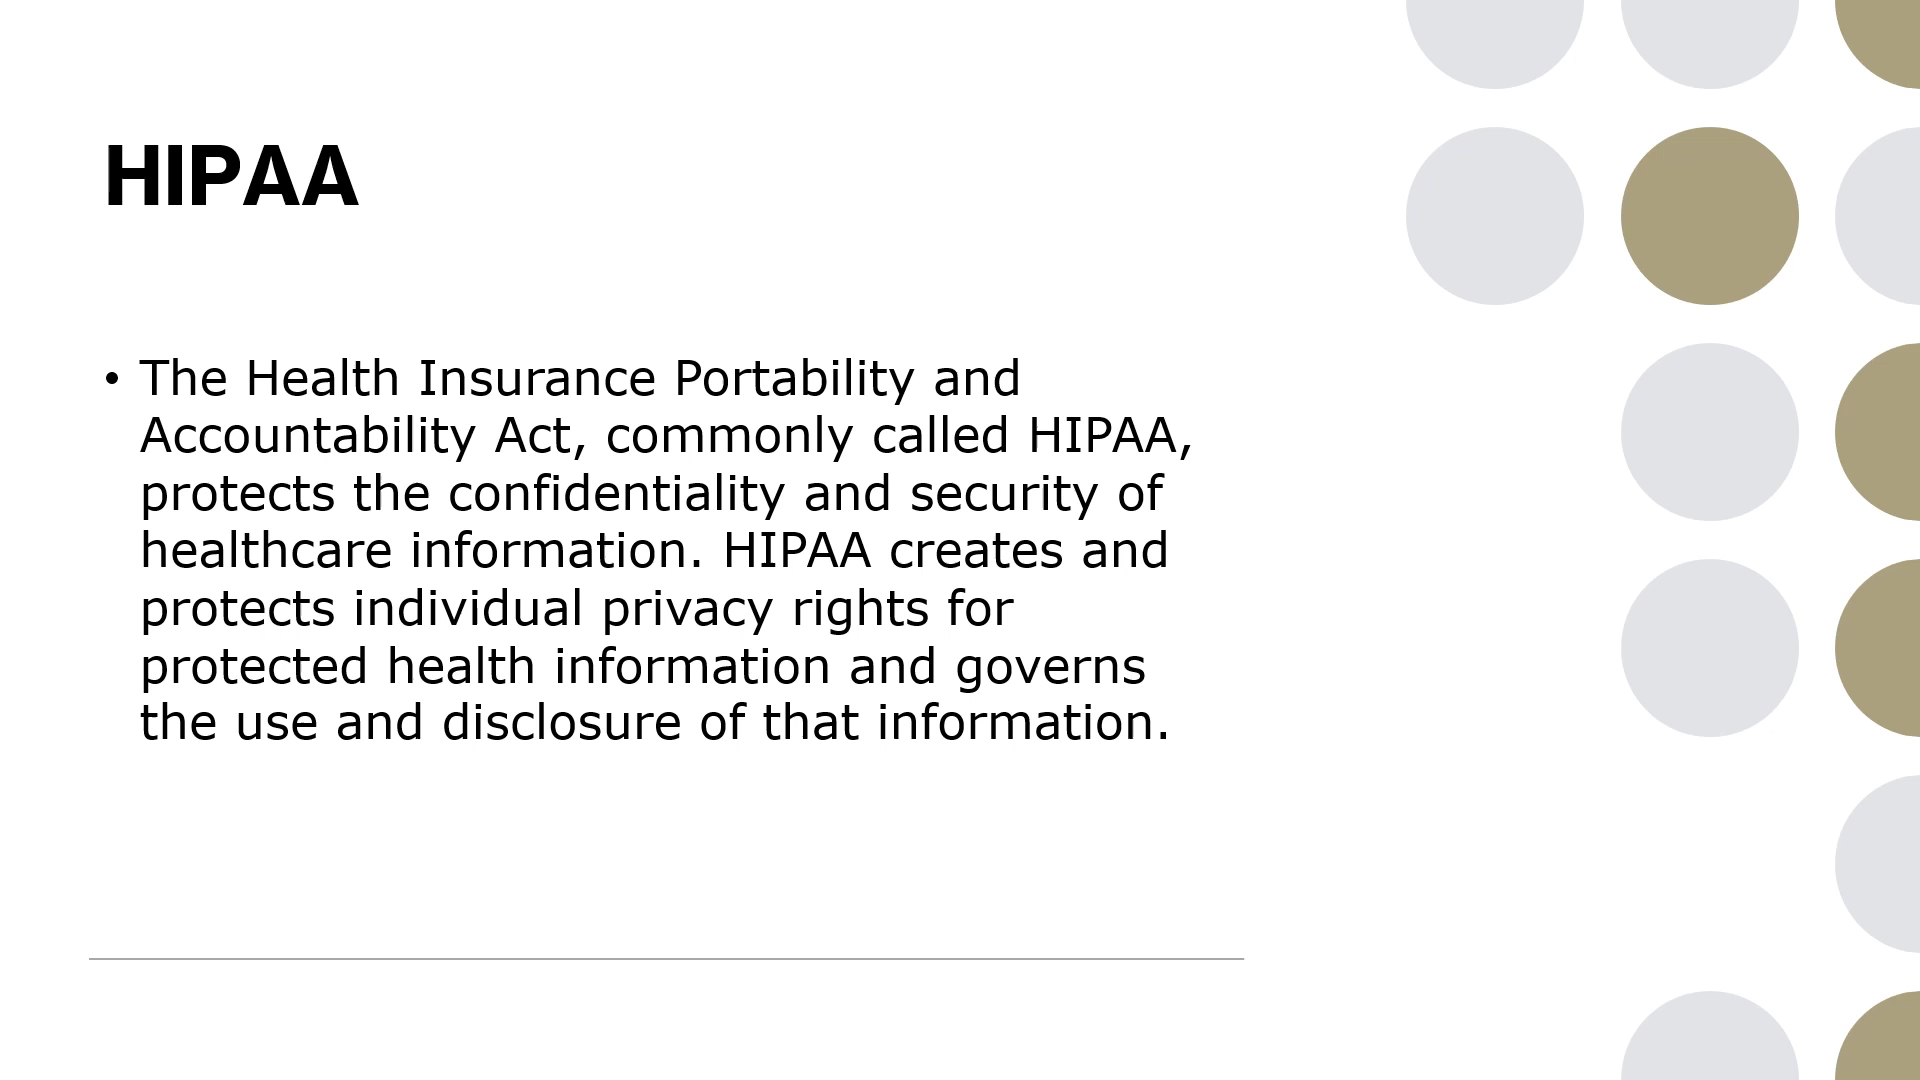 HIPAA
• The Health Insurance Portability and
Accountability Act, commonly called HIPAA,
protects the confidentiality and security of
healthcare information. HIPAA creates and
protects individual privacy rights for
protected health information and governs
the use and disclosure of that information.